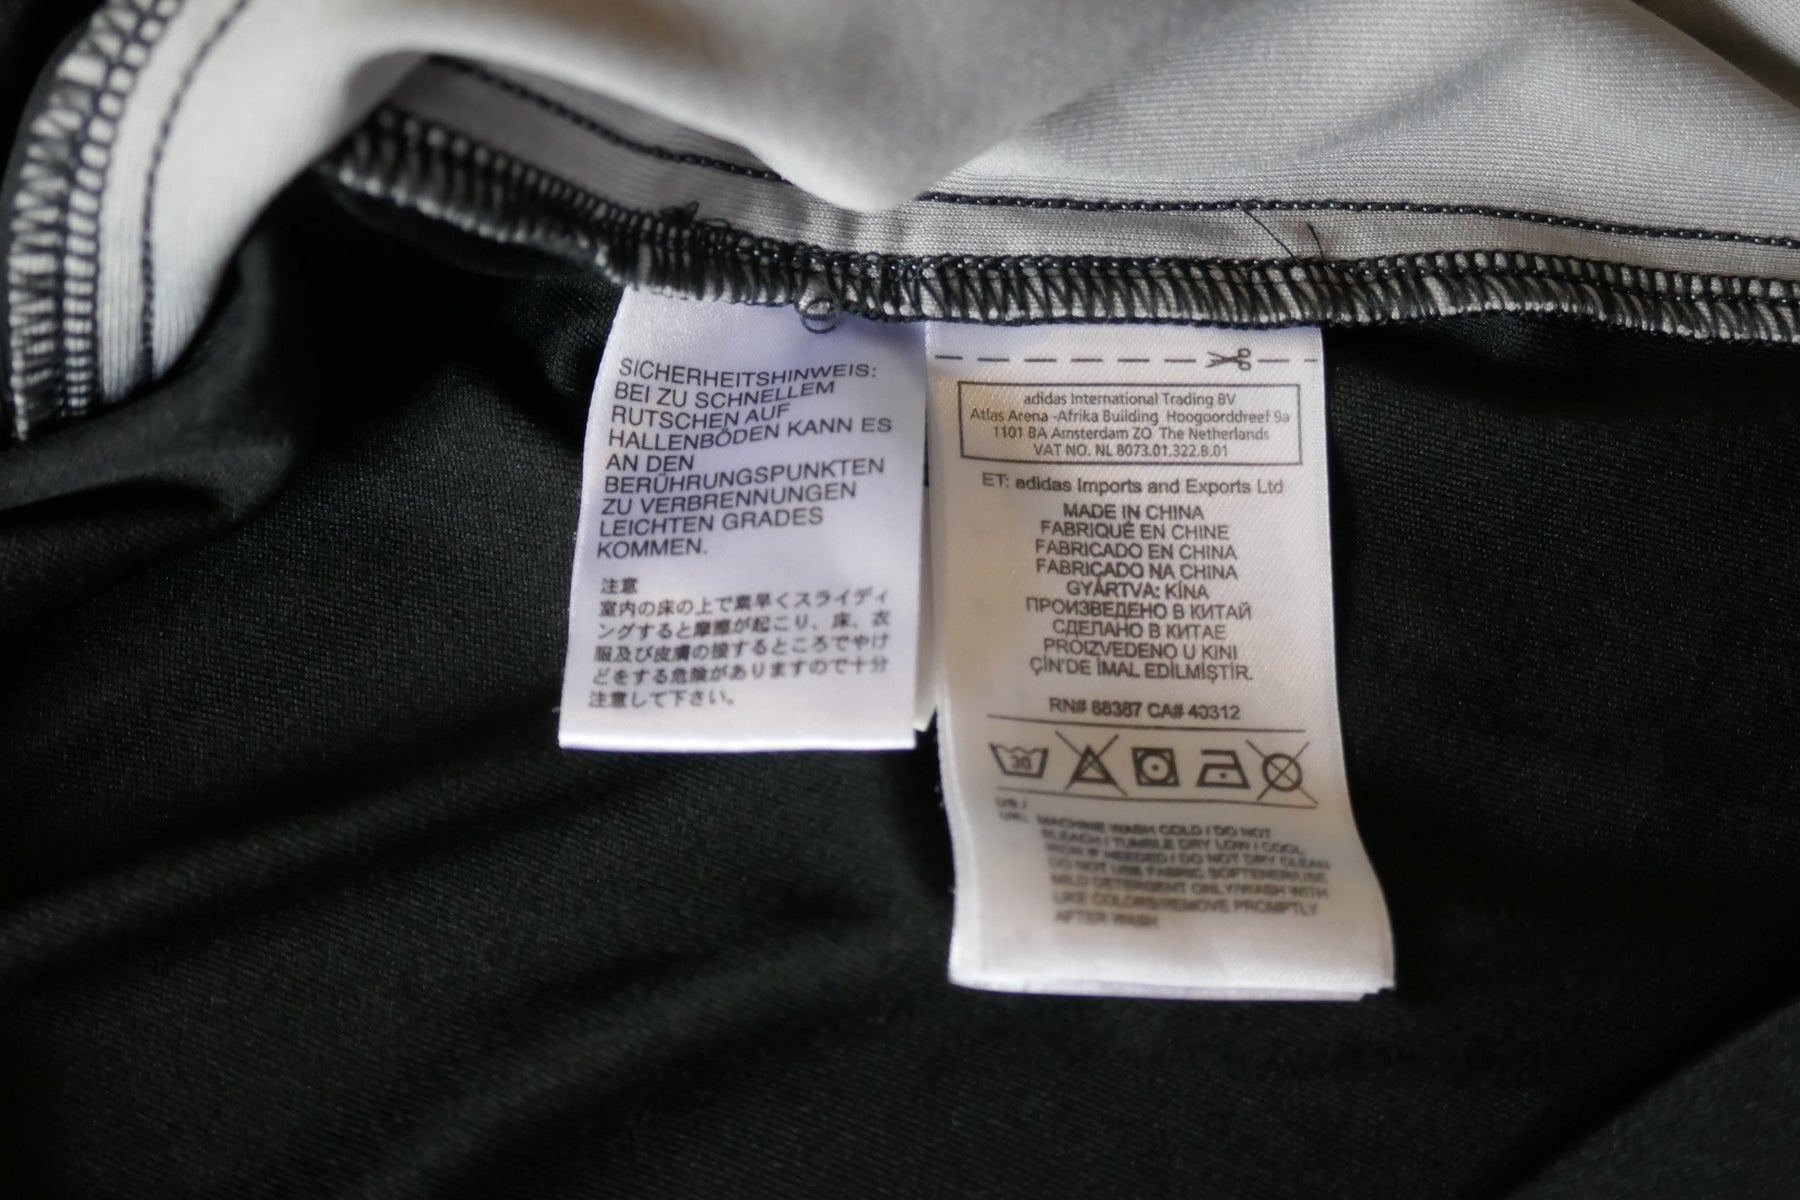 SICHERHEITSHINWEIS:
BEI ZU SCHNELLEM
RUTSCHEN AUF
HALLENBÖDEN KANN ES
AN DEN
BERÜHRUNGSPUNKTEN
ZU VERBRENNUNGEN
LEICHTEN GRADES
KOMMEN.
注意
室内の床の上で素早くスライディ
ングすると摩擦が起こり、床、衣
服及び皮膚の接するところでやけ
どをする危険がありますので十分
注意して下さい。
adidas International Trading BV
Atlas Arena -Afrika Building Hoogoorddreef 9a
1101 BA Amsterdam ZO The Netherlands
VAT NO. NL 8073.01.322.B.01
ET: adidas Imports and Exports Ltd
MADE IN CHINA
FABRIQUÉ EN CHINE
FABRICADO EN CHINA
FABRICADO NA CHINA
GYÁRTVA: KÍNA
ПРОИЗВЕДЕНО В КИТАЙ
СДЕЛАНО В КИТАЕ
PROIZVEDENO U KINI
ÇİN'DE İMAL EDİLMİŞTİR.
RN# 88387 CA# 40312
30
US /
UK: MACHINE WASH COLD / DO NOT
BLEACH / TUMBLE DRY LOW / COOL
IRON IF NEEDED / DO NOT DRY CLEAN
DO NOT USE FABRIC SOFTENER/USE
MILD DETERGENT ONLY/WASH WITH
LIKE COLORS/REMOVE PROMPTLY
AFTER WASH